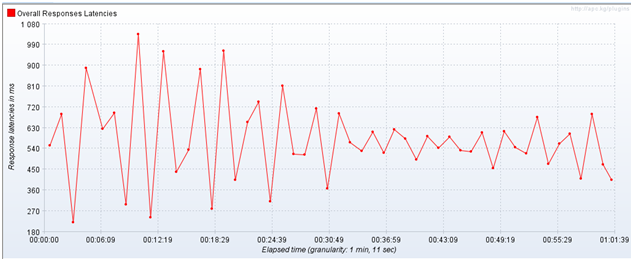 http://apc.kg/plugins
Overall Responses Latencies
1 080
990
900
810
720
630
540
450
360
270
180
Response latencies in ms
00:00:00 00:06:09 00:12:19 00:18:29 00:24:39 00:30:49 00:36:59 00:43:09 00:49:19 00:55:29 01:01:39
Elapsed time (granularity: 1 min, 11 sec)